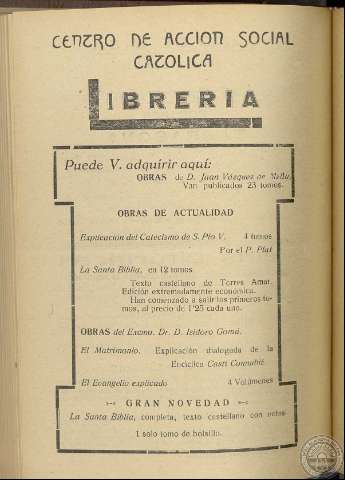 CENTRO DE ACCION SOCIAL
CATOLICA
LIBRERIA
Puede V. adquirir aquí:
OBRAS de D. Juan Vásques de Mella.
Van publicados 23 tomos.
OBRAS DE ACTUALIDAD
Explicacion del Catecismo de S. Pío V. 4 tomos
Por el P. Plat
La Santa Biblia, en 12 tomos
Texto castellano de Torres Amat.
Edición extremadamente económica.
Han comenzado a salir los primeros to-
mos, al precio de 1'25 cada uno.
OBRAS del Excmo. Dr. D. Isidoro Gomá.
El Matrimonio. Explicación dialogada de la
Encíclica Casti Connubii.
El Evangelio explicado 4 Volúmenes
GRAN NOVEDAD
La Santa Biblia, completa, texto castellano con notas
1 solo tomo de bolsillo.